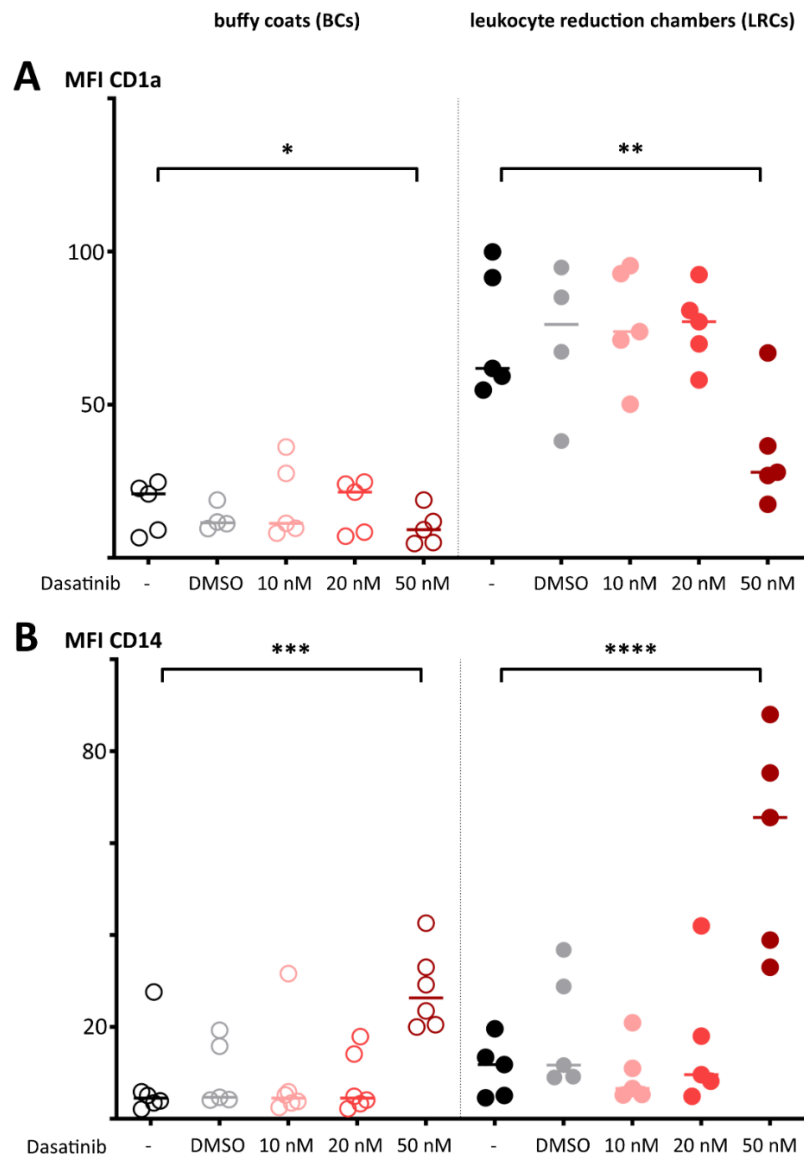 buffy coats (BCs) leukocyte reduction chambers (LRCs)
A MFI CD1a
* **
100
50
Dasatinib - DMSO 10 nM 20 nM 50 nM - DMSO 10 nM 20 nM 50 nM
B MFI CD14
*** ****
80
20
Dasatinib - DMSO 10 nM 20 nM 50 nM - DMSO 10 nM 20 nM 50 nM